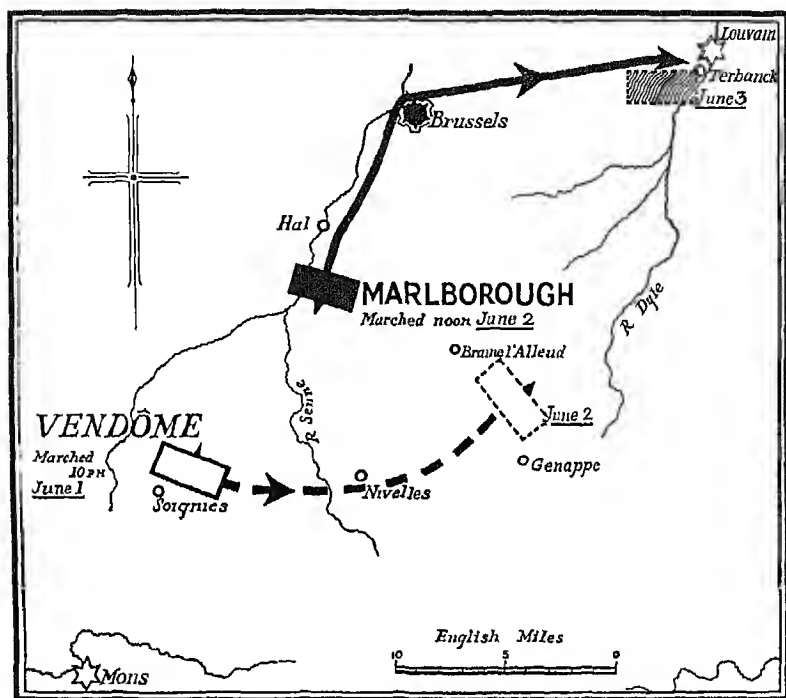 Louvain
Terbanck
June 3
Brussels
Hal
MARLBOROUGH
Marched noon June 2
R Dyle
Braine l'Alleud
R Senne
VENDÔME
June 2
Marched
10 PM
June 1
Genappe
Nivelles
Soignies
English Miles
10 5 0
Mons